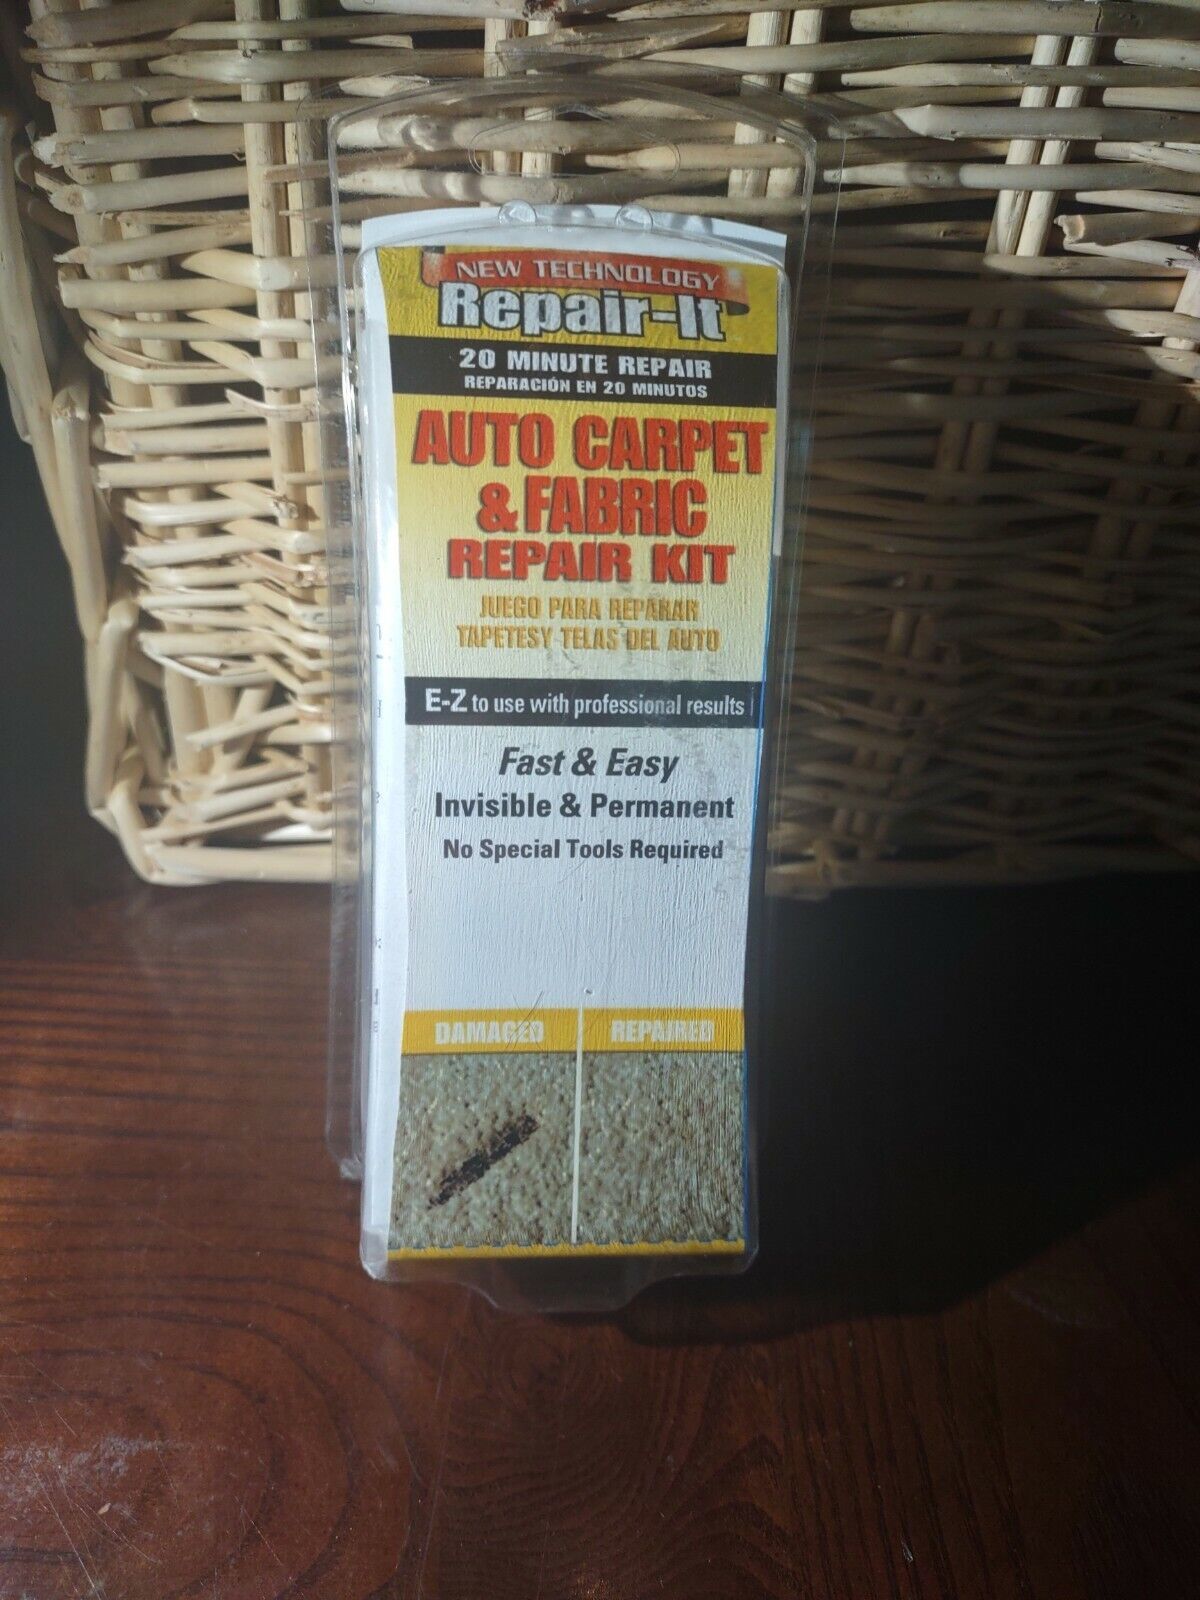 NEW TECHNOLOGY
Repair-It
20 MINUTE REPAIR
REPARACIÓN EN 20 MINUTOS
AUTO CARPET
& FABRIC
REPAIR KIT
JUEGO PARA REPARAR
TAPETESY TELAS DEL AUTO
E-Z to use with professional results
Fast & Easy
Invisible & Permanent
No Special Tools Required
DAMAGED REPAIRED